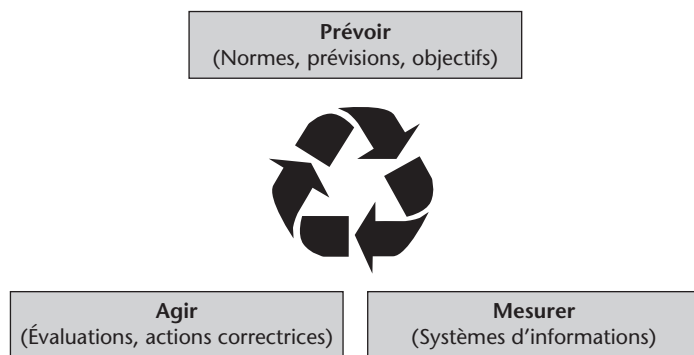 Prévoir
(Normes, prévisions, objectifs)
Agir
(Évaluations, actions correctrices)
Mesurer
(Systèmes d'informations)